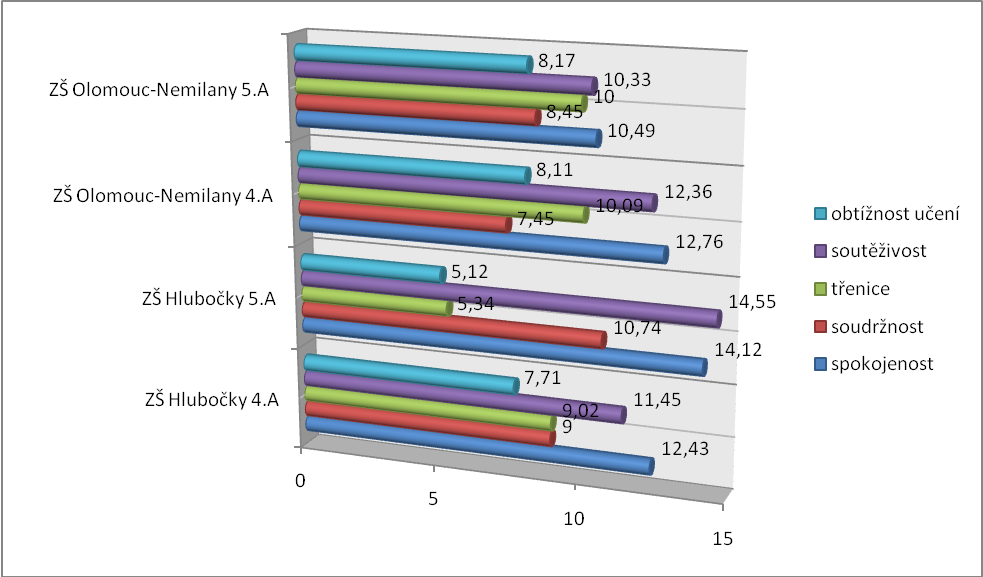 ZŠ Olomouc-Nemilany 5.A
8,17
10,33
10
8,45
10,49
ZŠ Olomouc-Nemilany 4.A
8,11
12,36
10,09
7,45
12,76
ZŠ Hlubočky 5.A
5,12
14,55
5,34
10,74
14,12
ZŠ Hlubočky 4.A
7,71
11,45
9,02
9
12,43
0
5
10
15
obtížnost učení
soutěživost
třenice
soudržnost
spokojenost